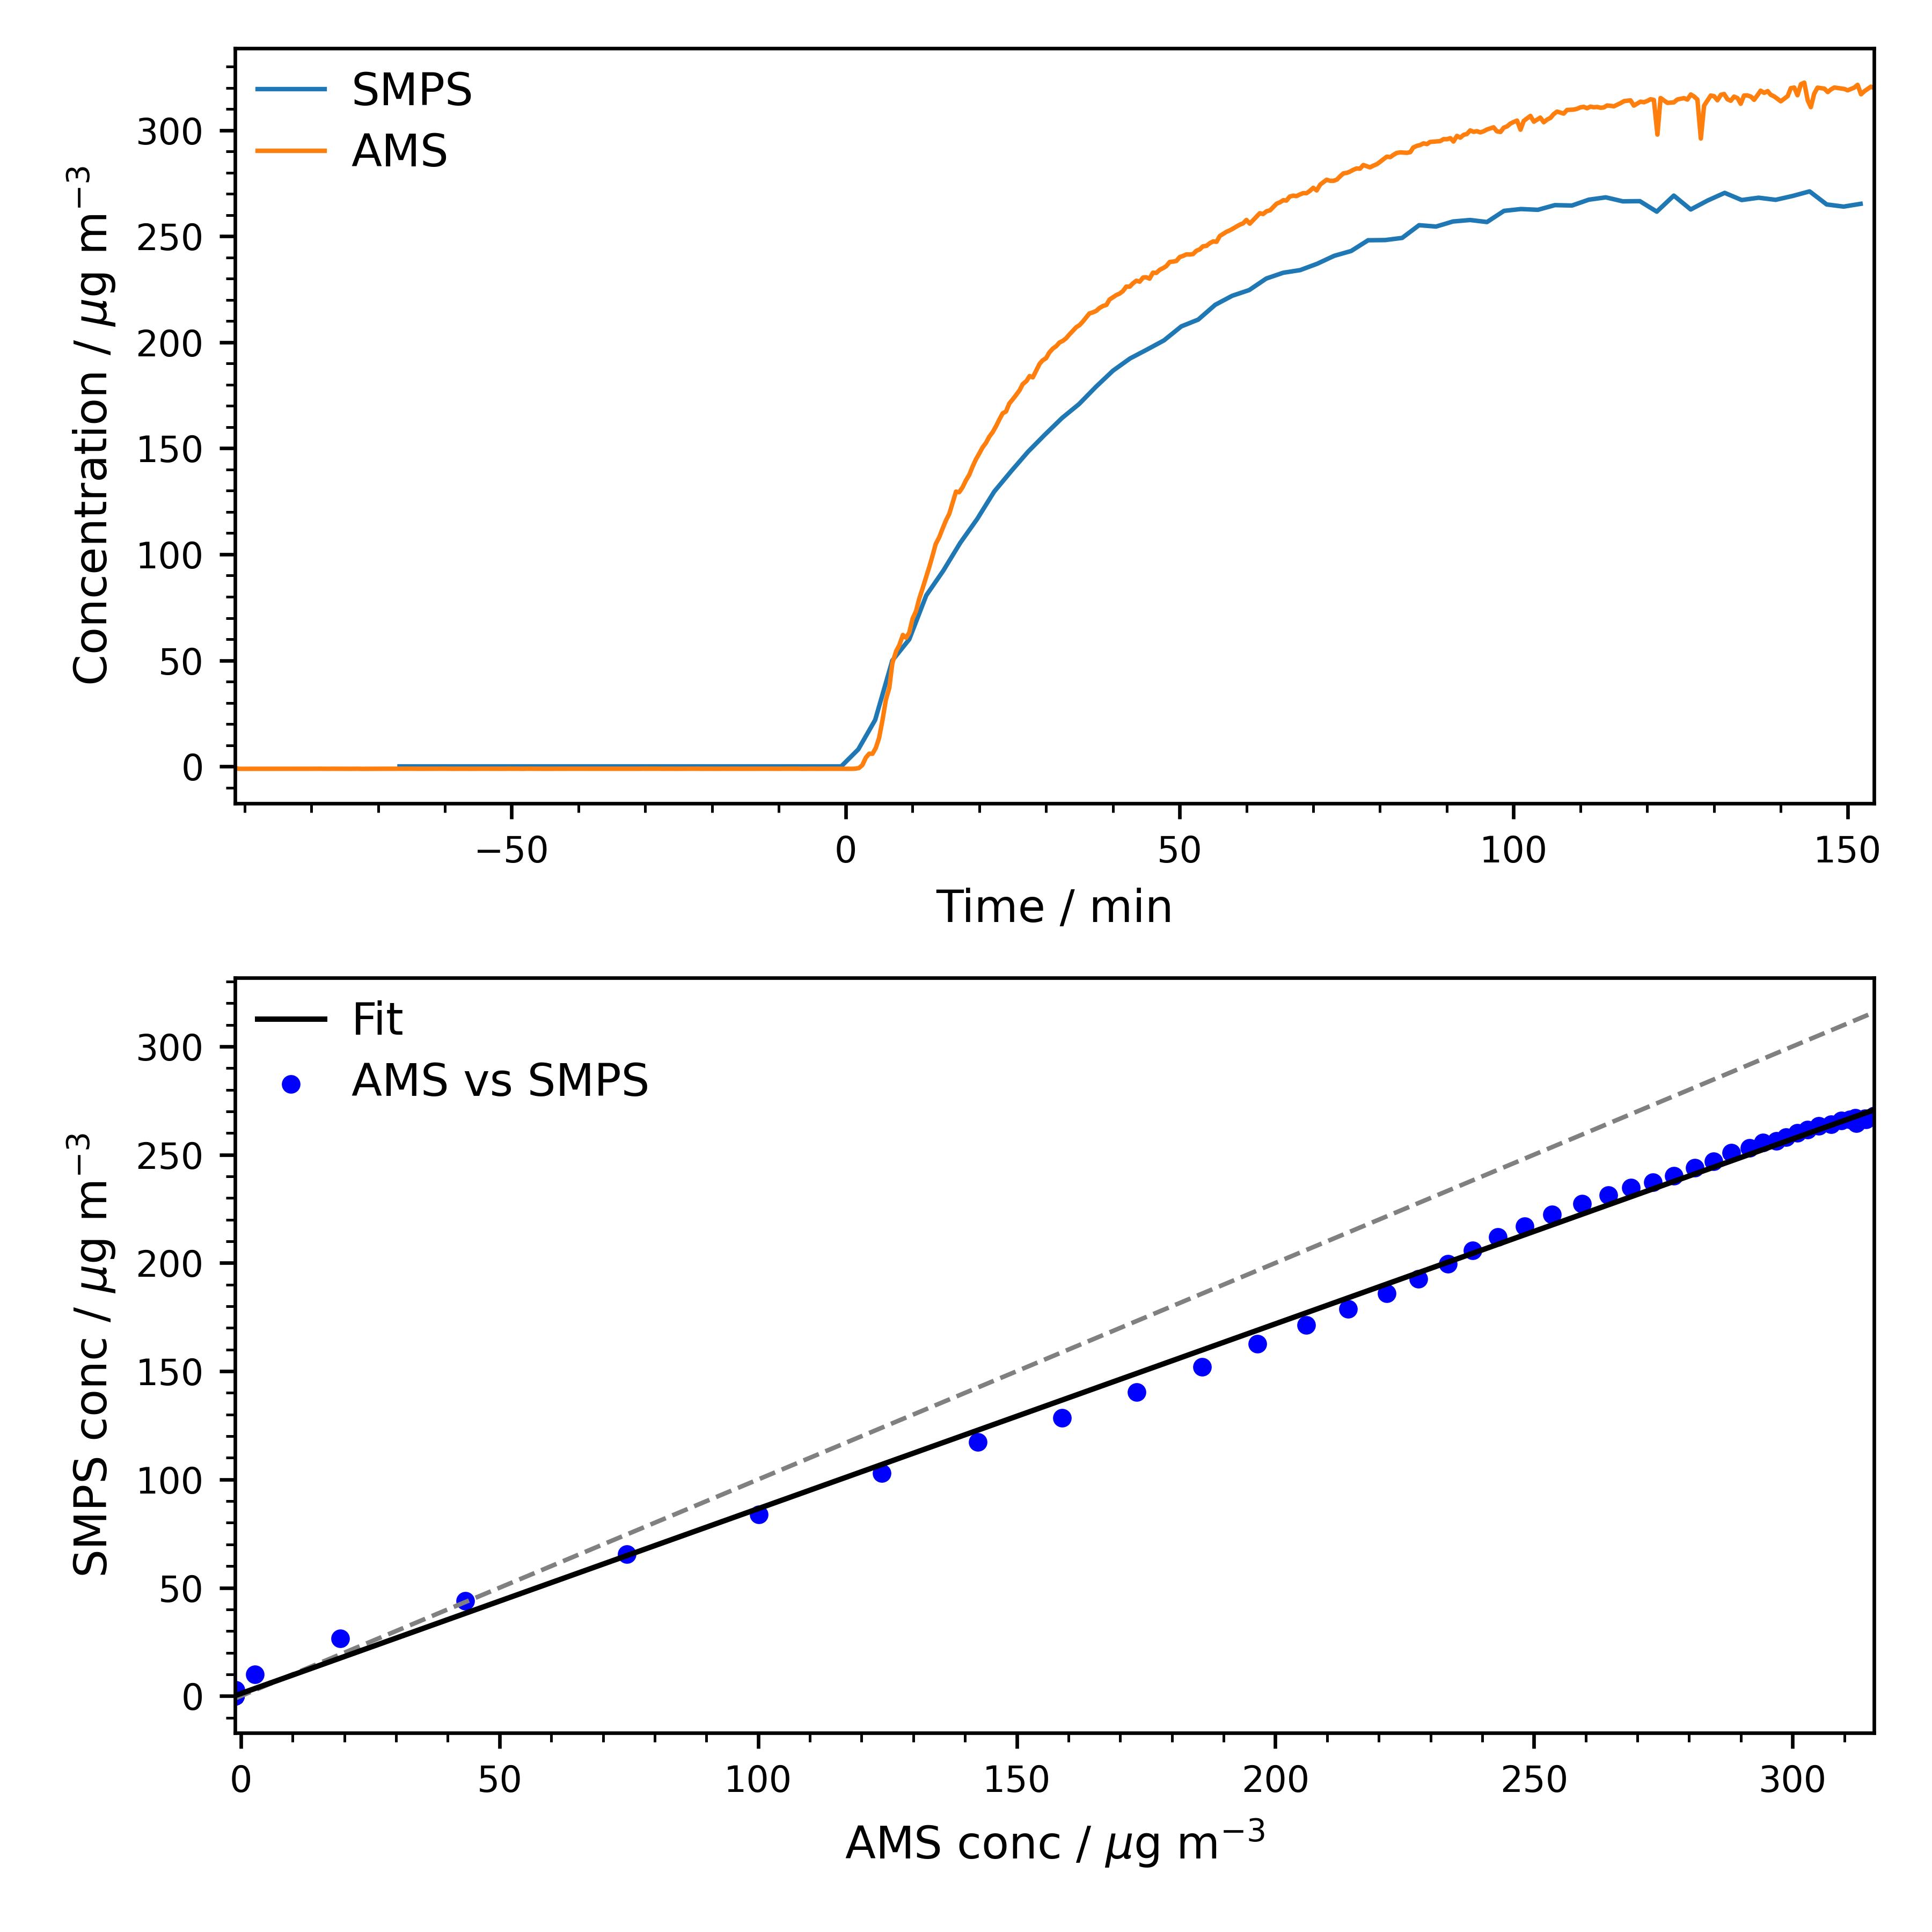 SMPS
AMS
300
250
200
150
100
50
0
Concentration / μg m⁻³
−50 0 50 100 150
Time / min
Fit
AMS vs SMPS
300
250
200
150
100
50
0
SMPS conc / μg m⁻³
0 50 100 150 200 250 300
AMS conc / μg m⁻³